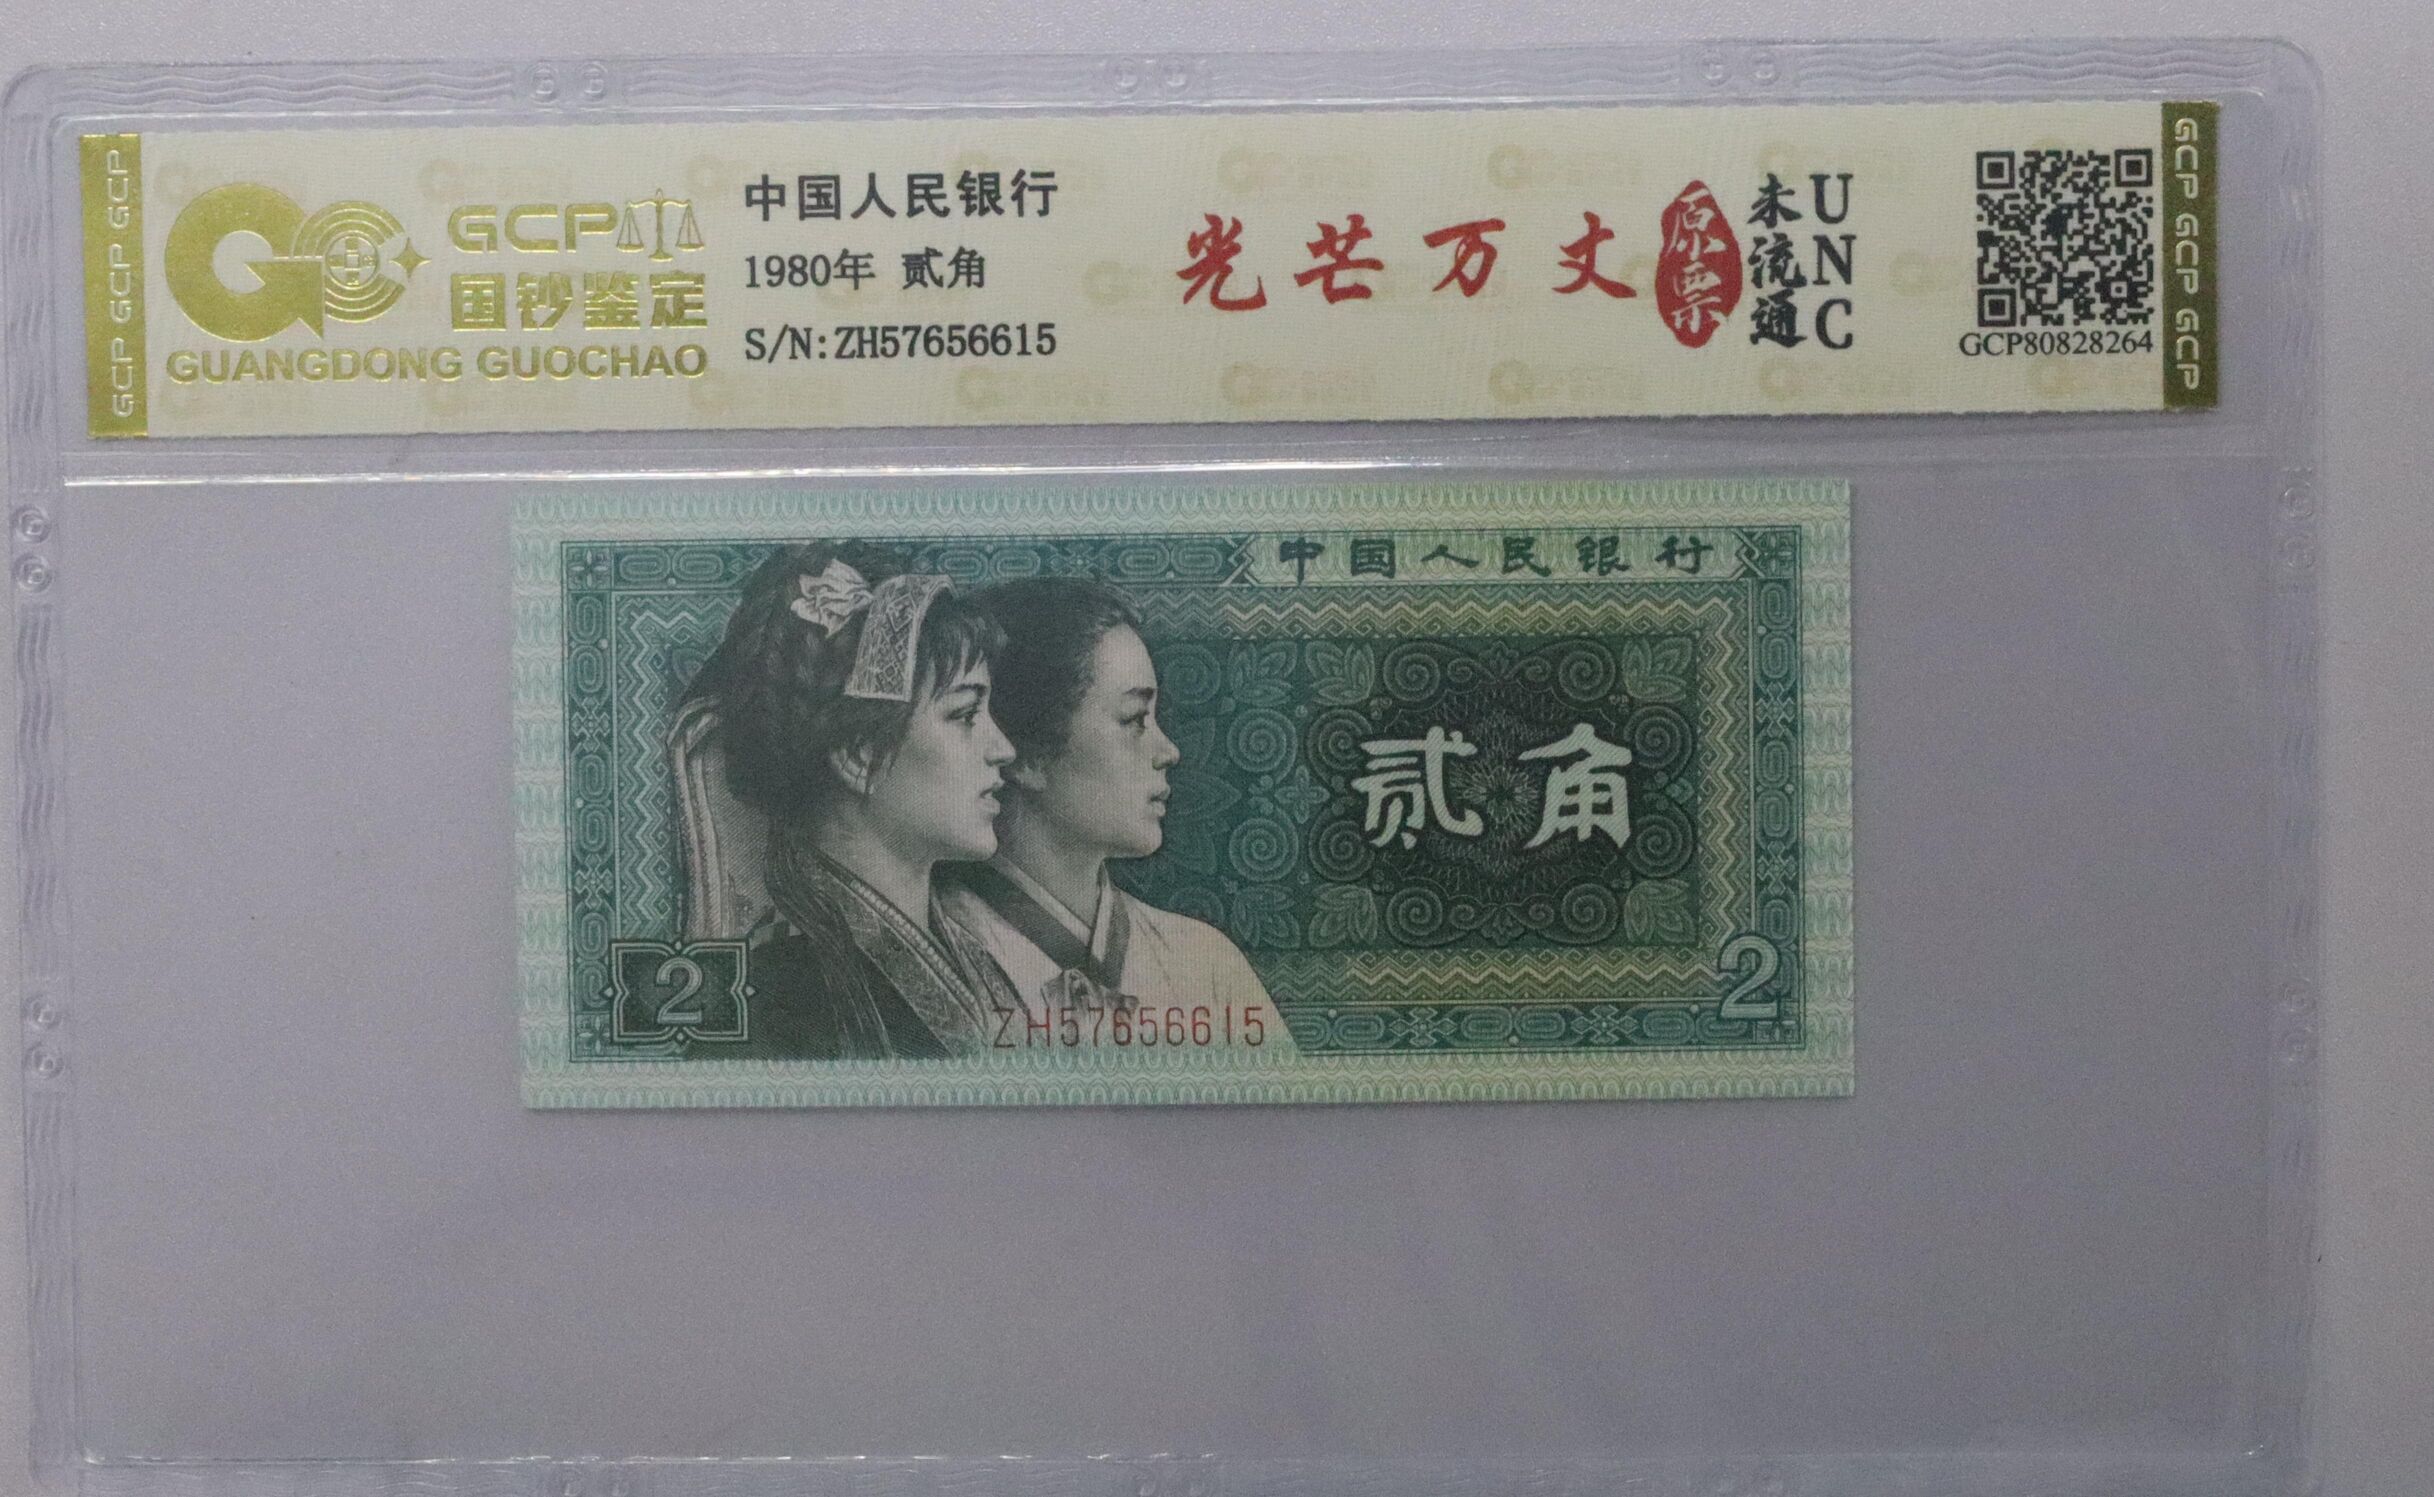 GCP GCP GCP
GCP
国钞鉴定
GUANGDONG GUOCHAO
中国人民银行
1980年 贰角
S/N:ZH57656615
光芒万丈
原票
未流通
UNC
GCP80828264
GCP GCP GCP GCP
中国人民银行
贰角
2
2
ZH57656615